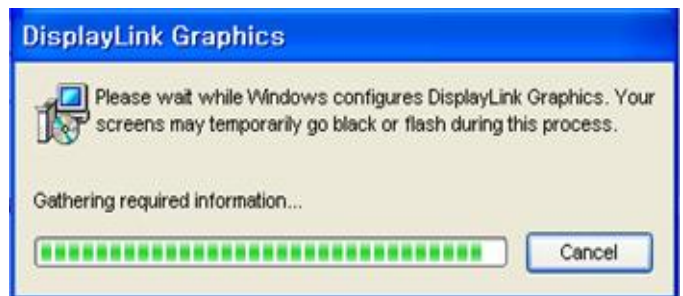 DisplayLink Graphics
Please wait while Windows configures DisplayLink Graphics. Your
screens may temporarily go black or flash during this process.
Gathering required information...
Cancel